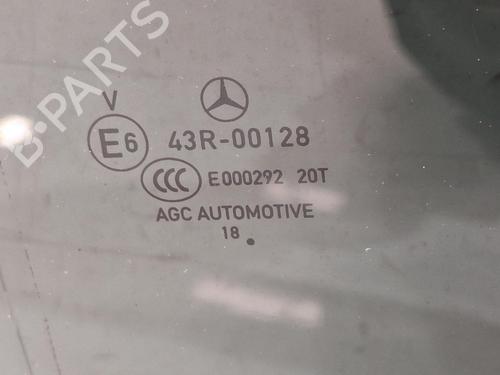 B-PARTS
V
E6 43R-00128
CCC E000292 20T
AGC AUTOMOTIVE
18 .